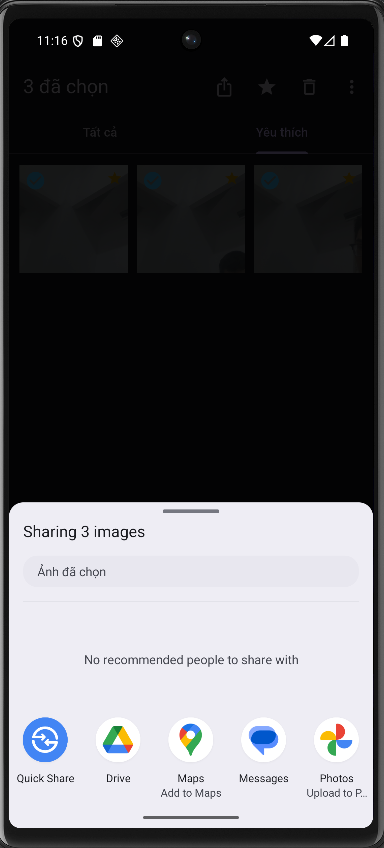 11:16
3 đã chọn
Tất cả
Yêu thích
Sharing 3 images
Ảnh đã chọn
No recommended people to share with
Quick Share
Drive
Maps
Messages
Photos
Add to Maps
Upload to P...